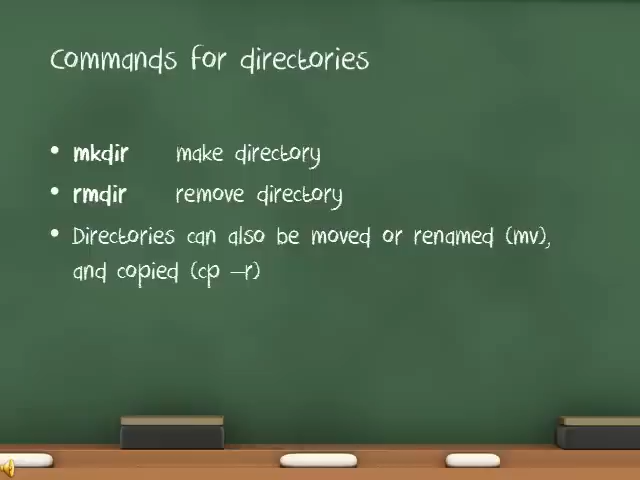 Commands for directories
• mkdir make directory
• rmdir remove directory
• Directories can also be moved or renamed (mv),
and copied (cp –r)